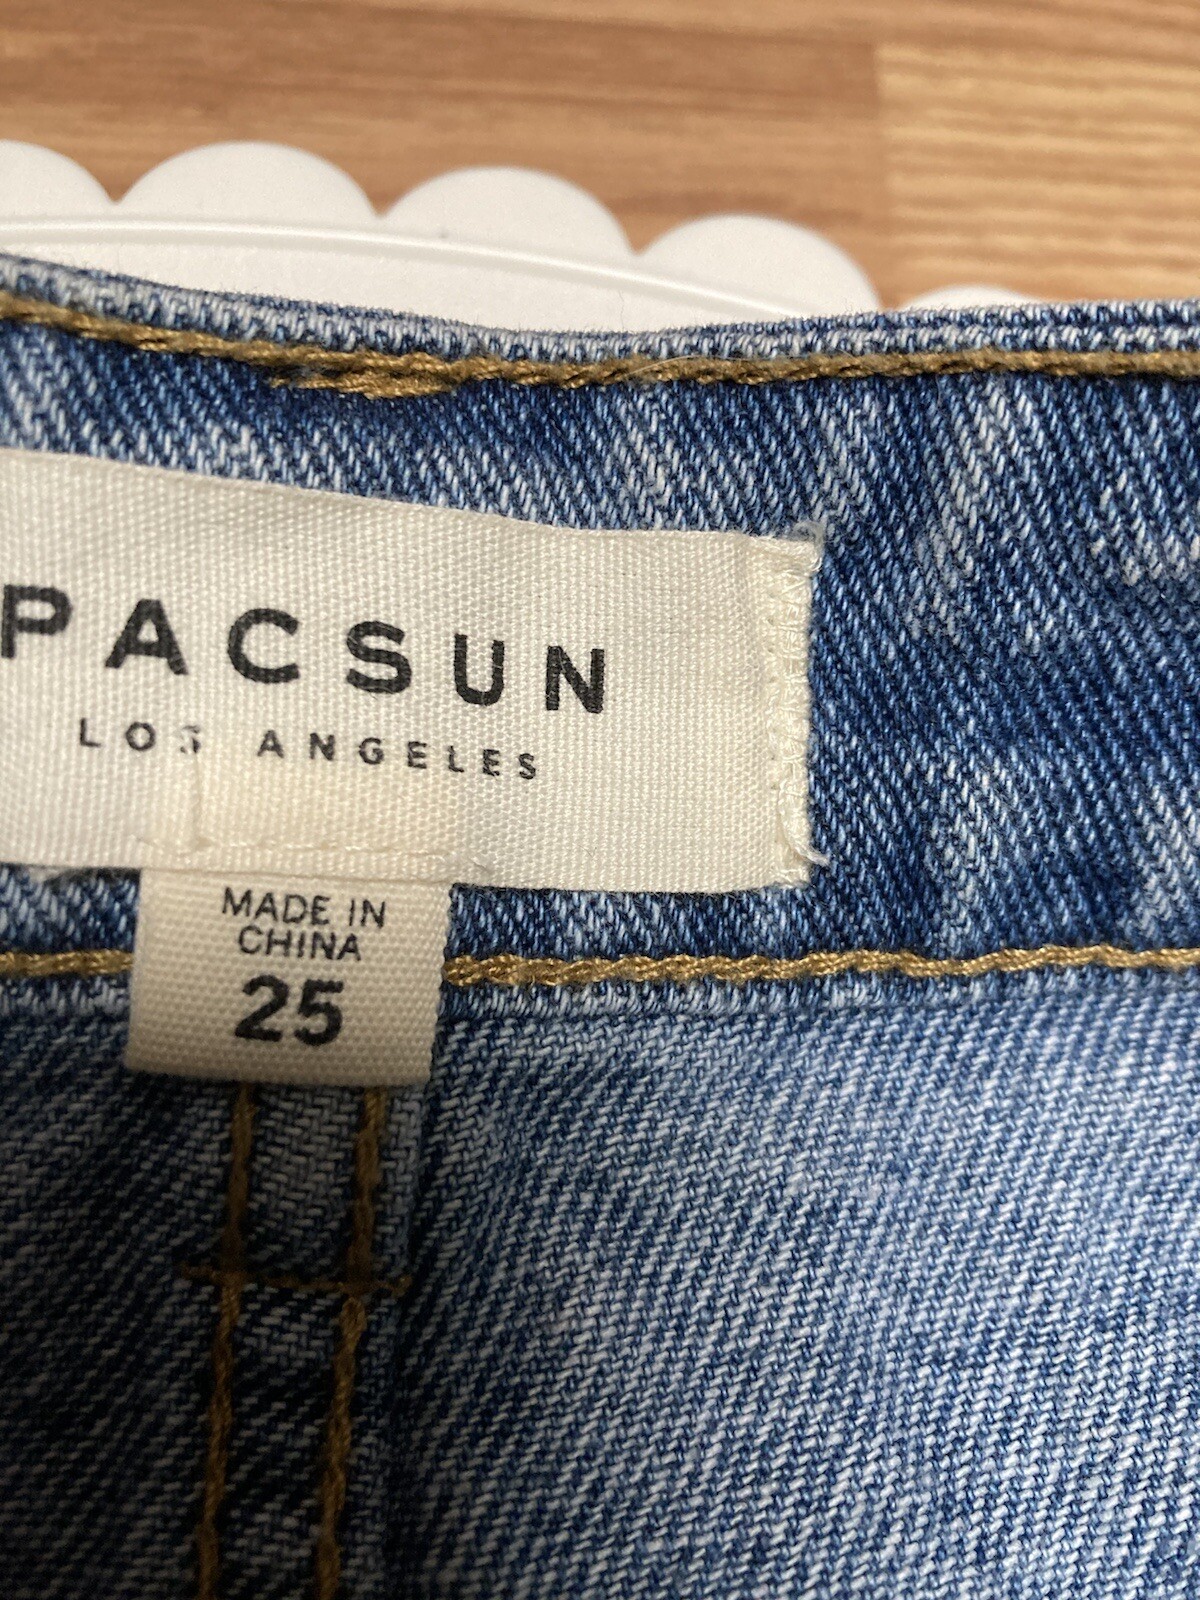 PACSUN
LOS ANGELES
MADE IN
CHINA
25